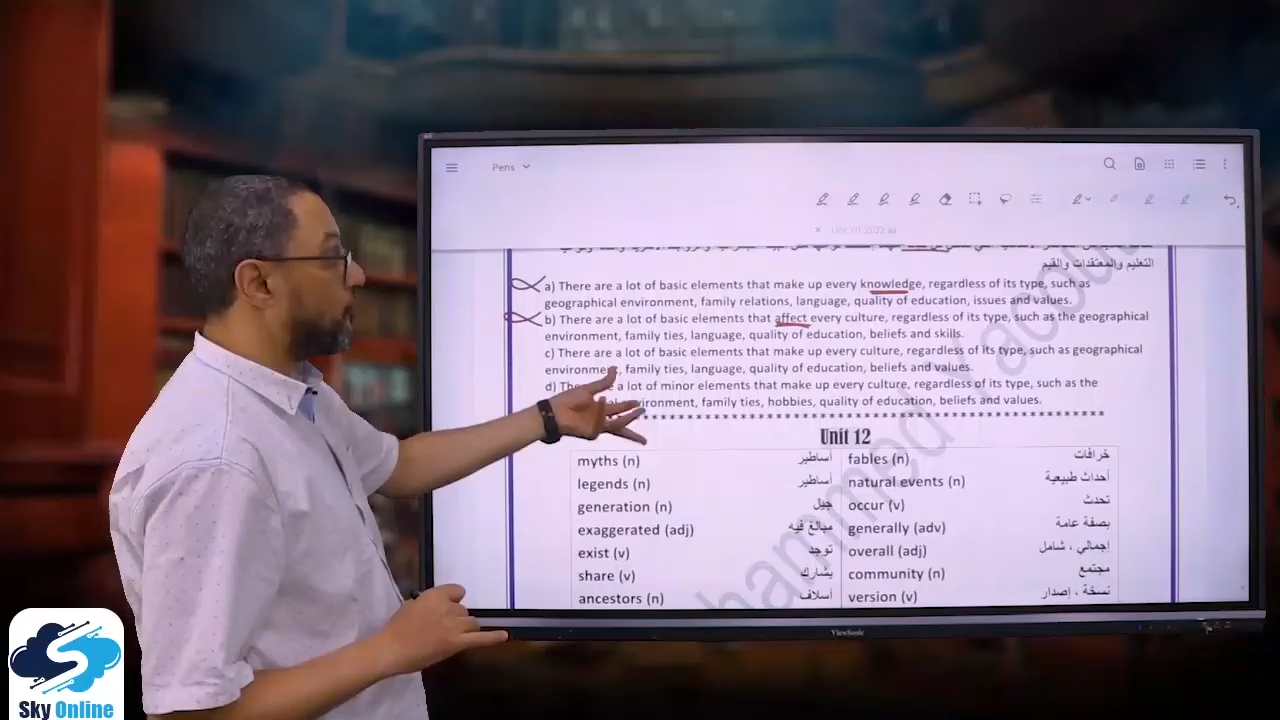 Pens
Unit 10, 2022 aa
التعليم والمعتقدات والقيم
a) There are a lot of basic elements that make up every knowledge, regardless of its type, such as
geographical environment, family relations, language, quality of education, issues and values.
b) There are a lot of basic elements that affect every culture, regardless of its type, such as the geographical
environment, family ties, language, quality of education, beliefs and skills.
c) There are a lot of basic elements that make up every culture, regardless of its type, such as geographical
environment, family ties, language, quality of education, beliefs and values.
d) There a lot of minor elements that make up every culture, regardless of its type, such as the
environment, family ties, hobbies, quality of education, beliefs and values.
Unit 12
myths (n) أساطير fables (n) خرافات
legends (n) أساطير natural events (n) أحداث طبيعية
generation (n) جيل occur (v) تحدث
exaggerated (adj) مبالغ فيه generally (adv) بصفة عامة
exist (v) توجد overall (adj) إجمالي ، شامل
share (v) يشارك community (n) مجتمع
ancestors (n) أسلاف version (v) نسخة ، إصدار
ViewSonic
Sky Online